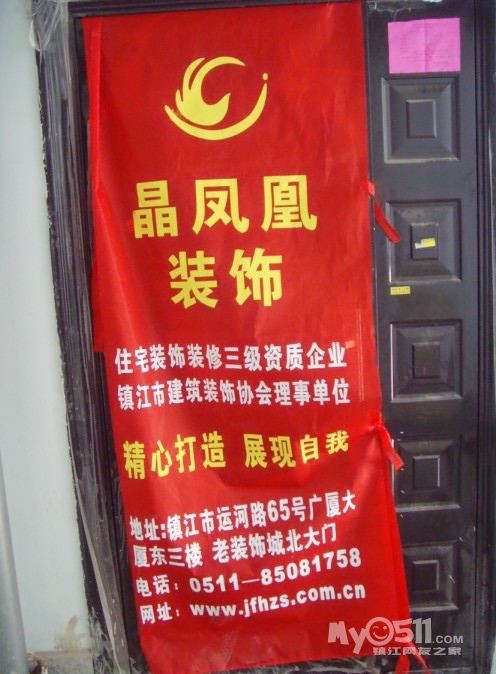 晶凤凰
装饰
住宅装饰装修三级资质企业
镇江市建筑装饰协会理事单位
精心打造 展现自我
地址:镇江市运河路65号广厦大
厦东三楼 老装饰城北大门
电话：0511—85081758
网址：www.jfhzs.com.cn
My0511.com
镇江网友之家